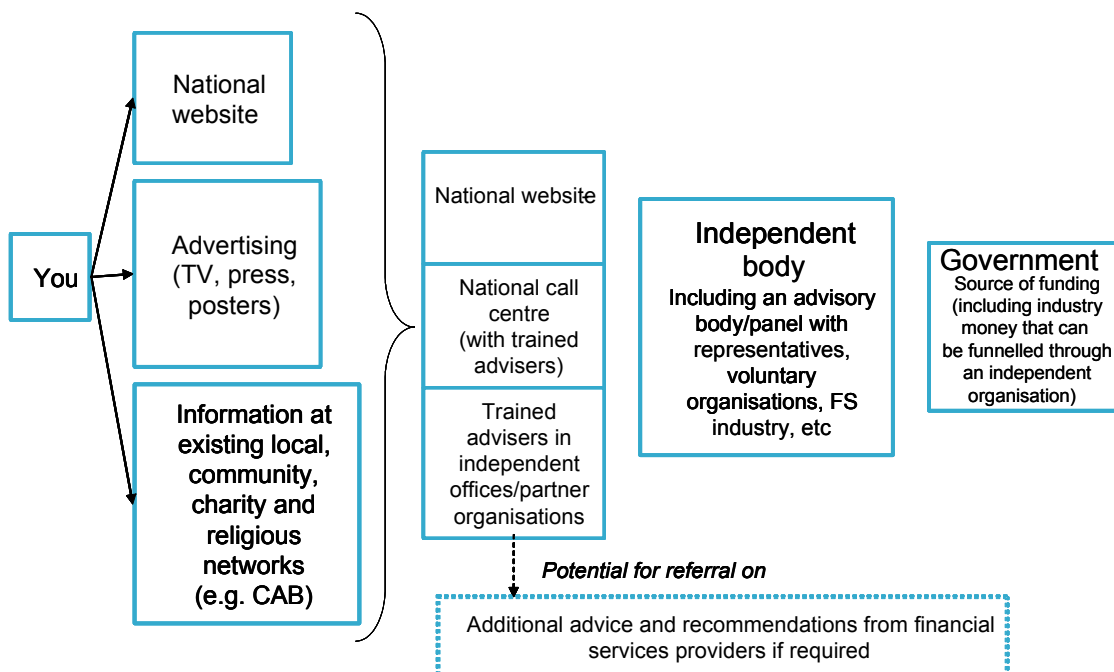 You
National
website
Advertising
(TV, press,
posters)
Information at
existing local,
community,
charity and
religious
networks
(e.g. CAB)
National website
National call
centre
(with trained
advisers)
Trained
advisers in
independent
offices/partner
organisations
Independent
body
Including an advisory
body/panel with
representatives,
voluntary
organisations, FS
industry, etc
Government
Source of funding
(including industry
money that can
be funnelled through
an independent
organisation)
Potential for referral on
Additional advice and recommendations from financial
services providers if required